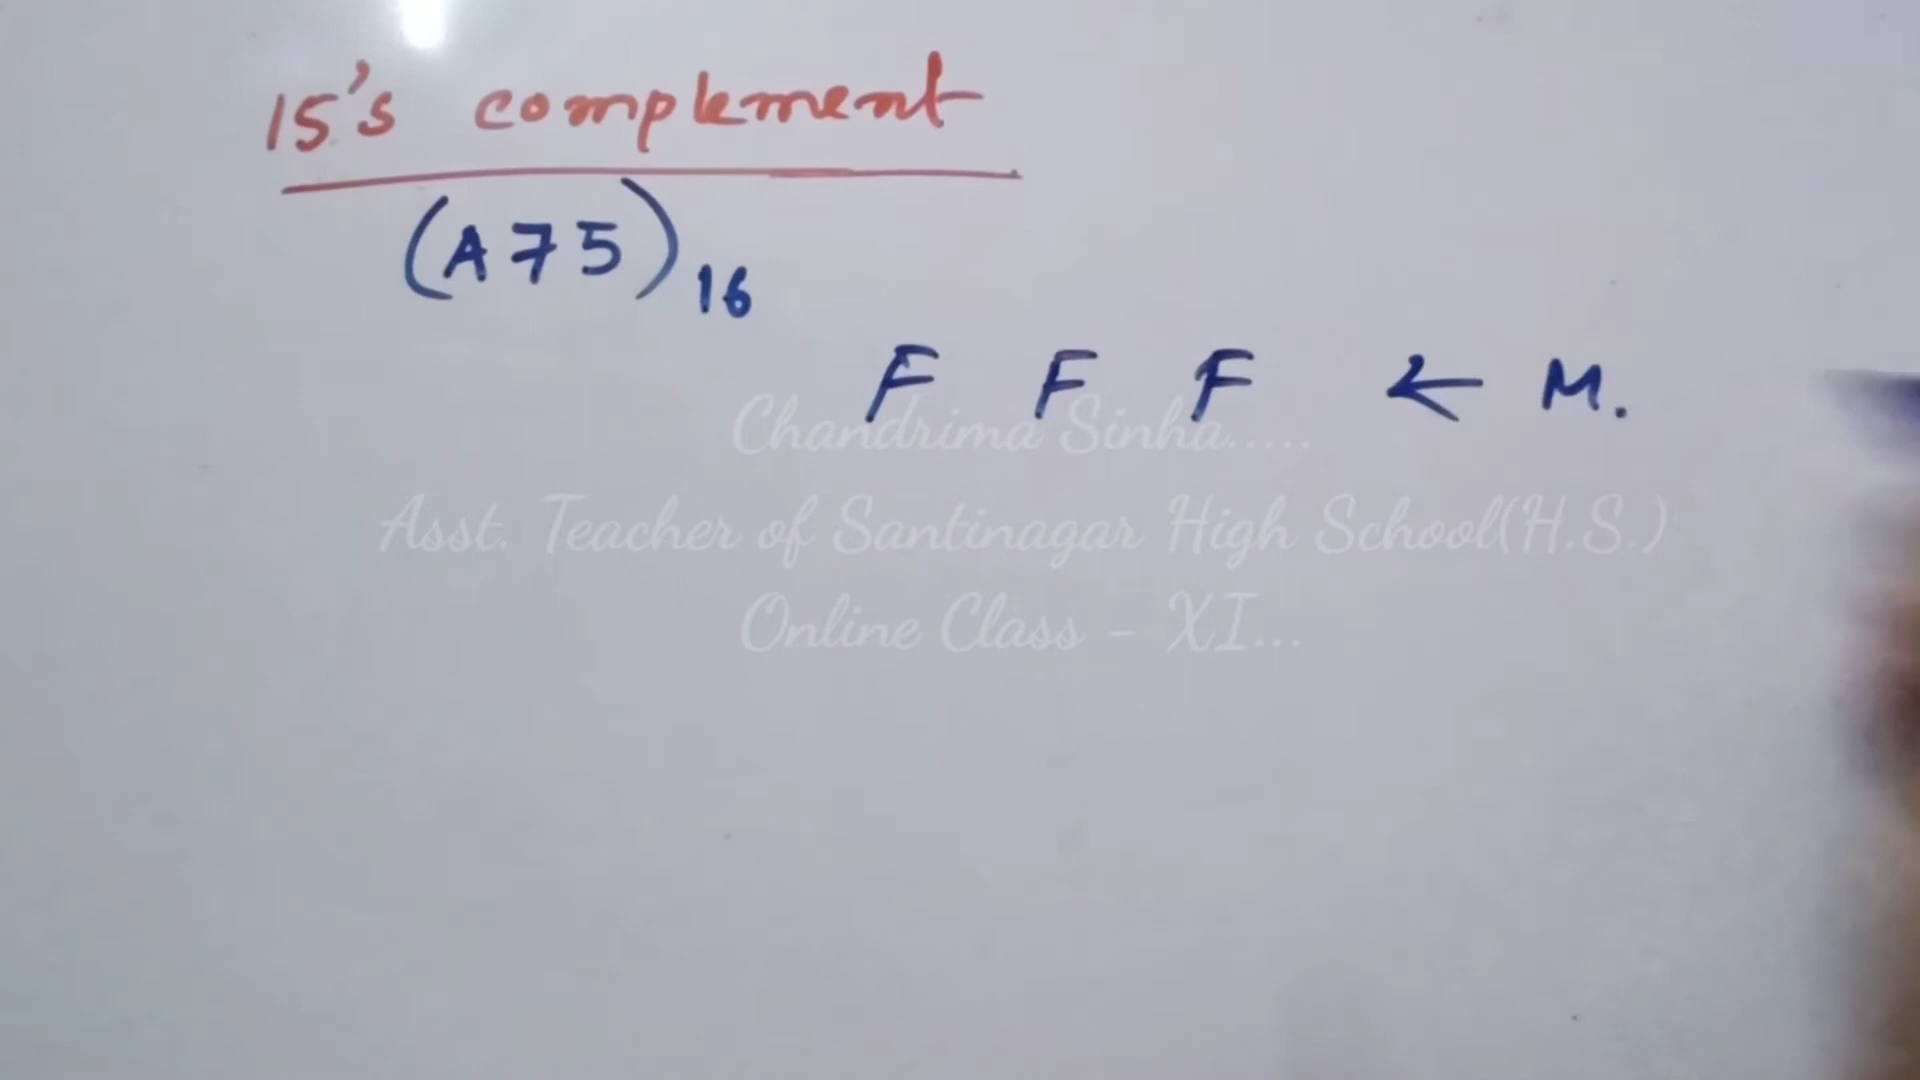 15's complement
(A75)16
F F F ← M.
Chandrima Sinha.....
Asst. Teacher of Santinagar High School(H.S.)
Online Class - XI...